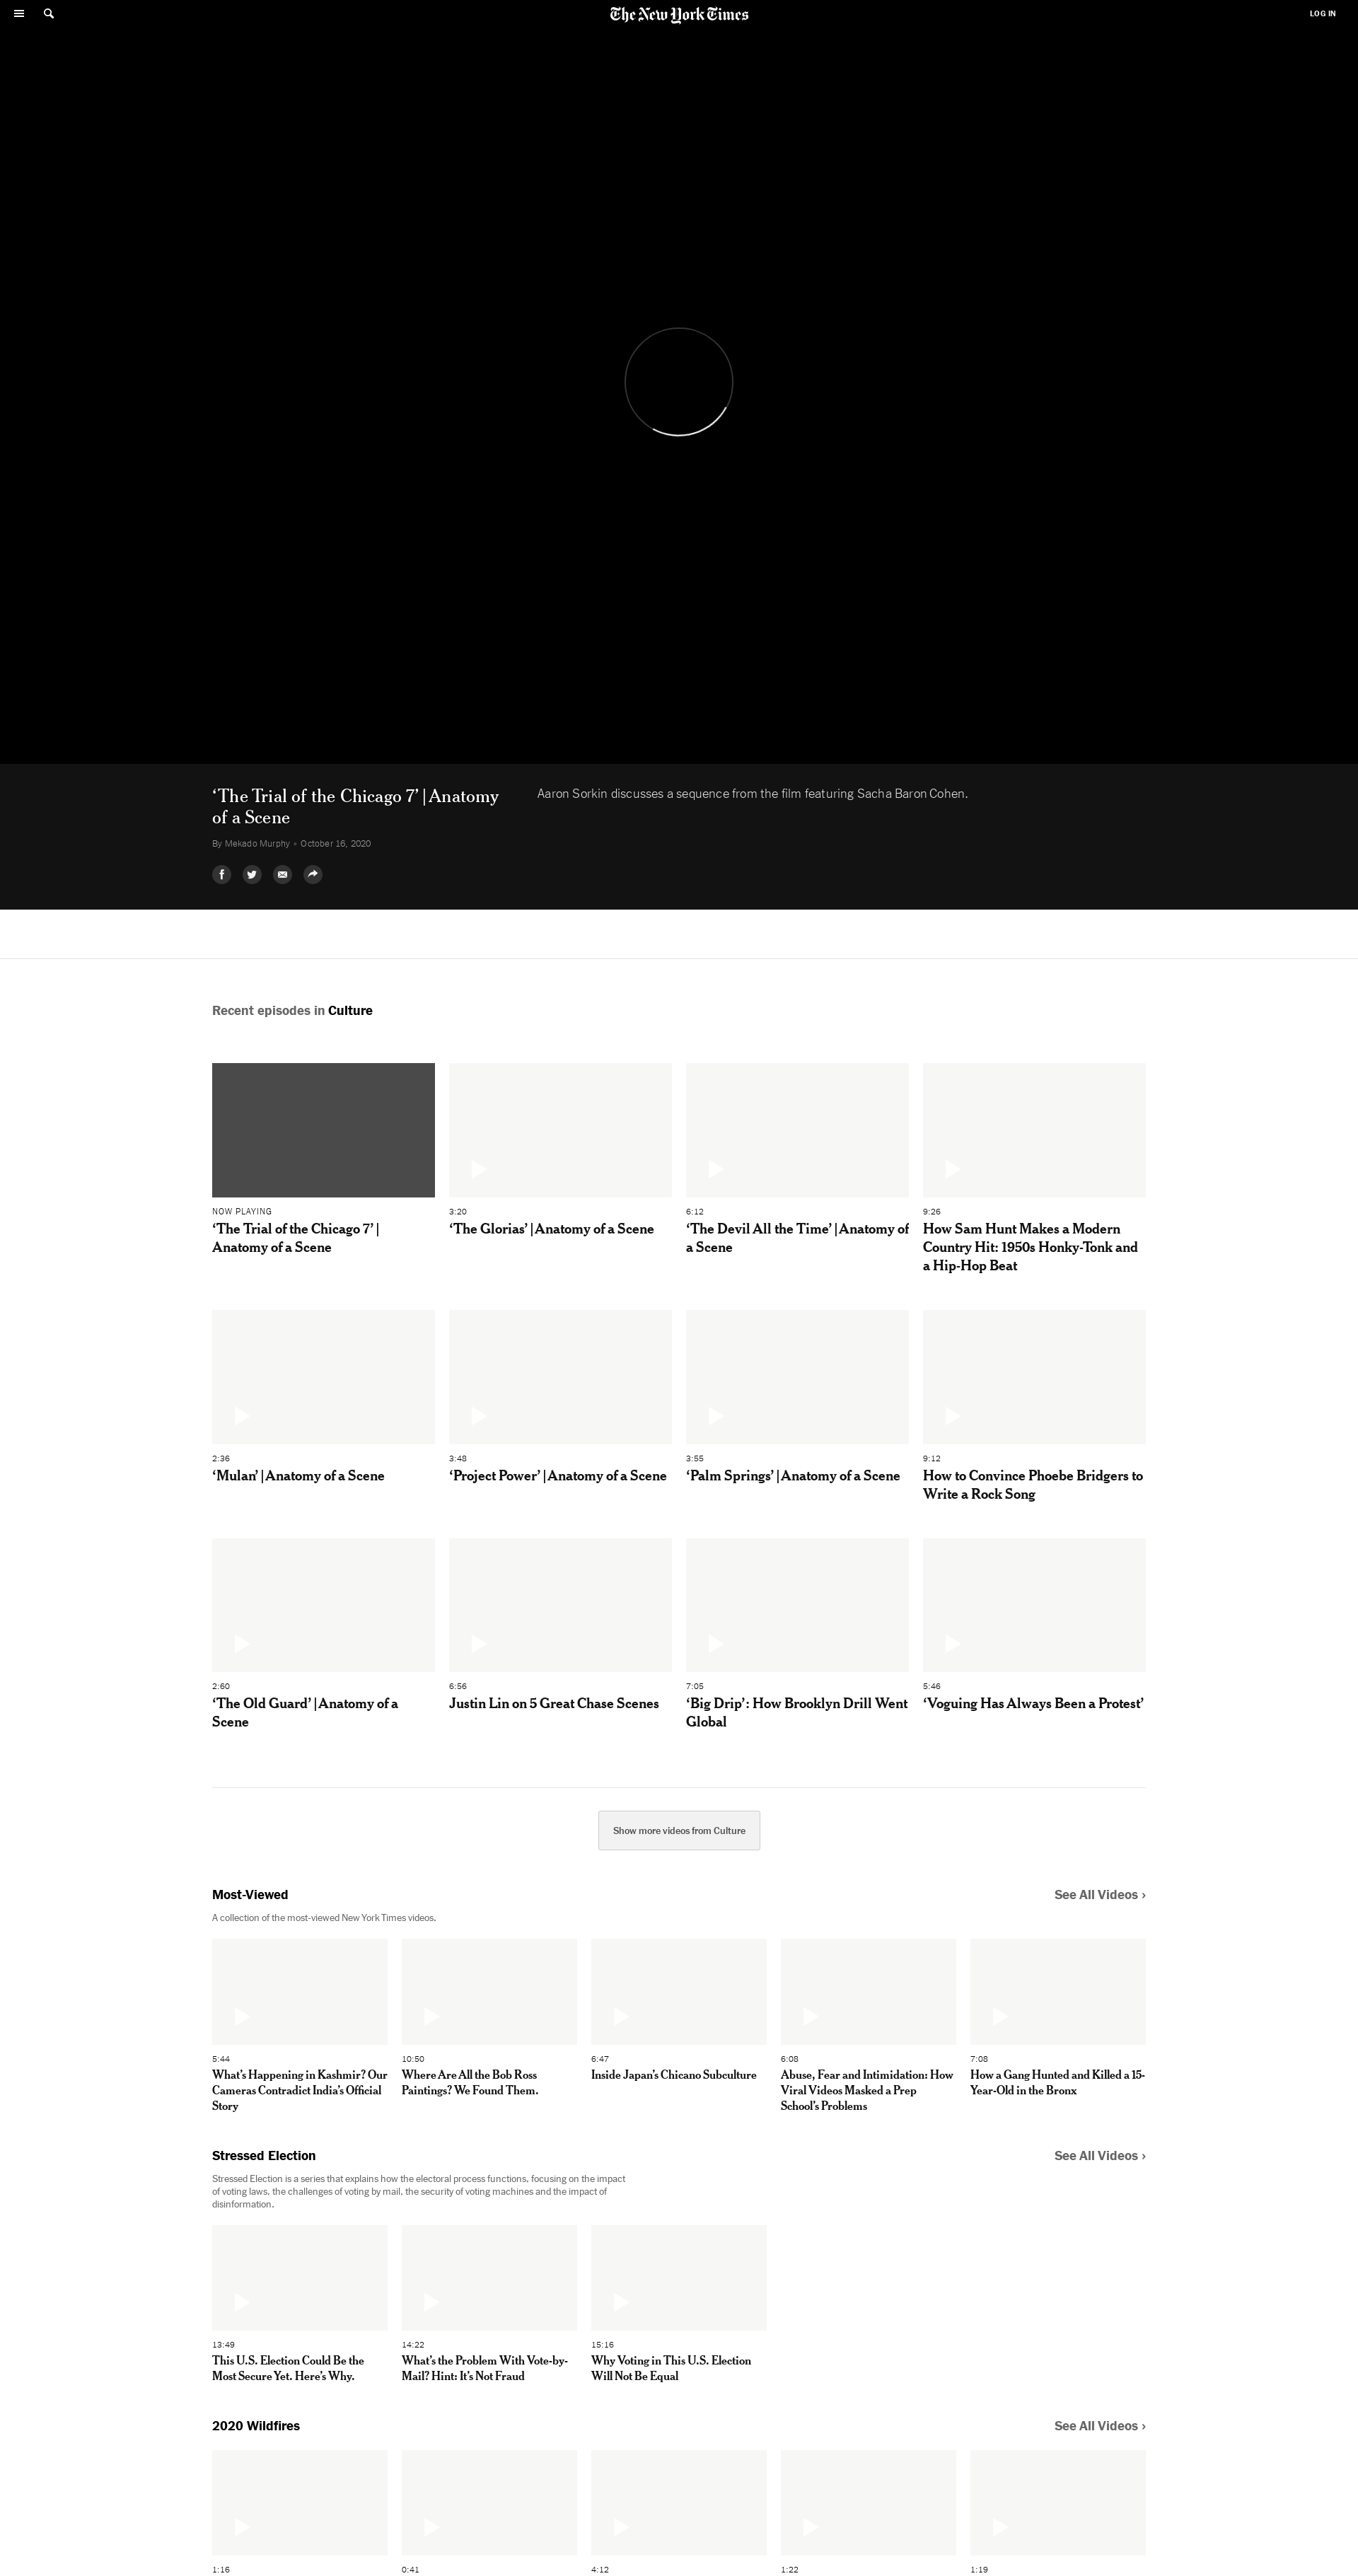 The New York Times
LOG IN
‘The Trial of the Chicago 7’ | Anatomy
of a Scene
Aaron Sorkin discusses a sequence from the film featuring Sacha Baron Cohen.
By Mekado Murphy • October 16, 2020
Recent episodes in Culture
NOW PLAYING
‘The Trial of the Chicago 7’ |
Anatomy of a Scene
3:20
‘The Glorias’ | Anatomy of a Scene
6:12
‘The Devil All the Time’ | Anatomy of
a Scene
9:26
How Sam Hunt Makes a Modern
Country Hit: 1950s Honky-Tonk and
a Hip-Hop Beat
2:36
‘Mulan’ | Anatomy of a Scene
3:48
‘Project Power’ | Anatomy of a Scene
3:55
‘Palm Springs’ | Anatomy of a Scene
9:12
How to Convince Phoebe Bridgers to
Write a Rock Song
2:60
‘The Old Guard’ | Anatomy of a
Scene
6:56
Justin Lin on 5 Great Chase Scenes
7:05
‘Big Drip’: How Brooklyn Drill Went
Global
5:46
‘Voguing Has Always Been a Protest’
Show more videos from Culture
Most-Viewed
See All Videos ›
A collection of the most-viewed New York Times videos.
5:44
What’s Happening in Kashmir? Our
Cameras Contradict India’s Official
Story
10:50
Where Are All the Bob Ross
Paintings? We Found Them.
6:47
Inside Japan’s Chicano Subculture
6:08
Abuse, Fear and Intimidation: How
Viral Videos Masked a Prep
School’s Problems
7:08
How a Gang Hunted and Killed a 15-
Year-Old in the Bronx
Stressed Election
See All Videos ›
Stressed Election is a series that explains how the electoral process functions, focusing on the impact
of voting laws, the challenges of voting by mail, the security of voting machines and the impact of
disinformation.
13:49
This U.S. Election Could Be the
Most Secure Yet. Here’s Why.
14:22
What’s the Problem With Vote-by-
Mail? Hint: It’s Not Fraud
15:16
Why Voting in This U.S. Election
Will Not Be Equal
2020 Wildfires
See All Videos ›
1:16
0:41
4:12
1:22
1:19